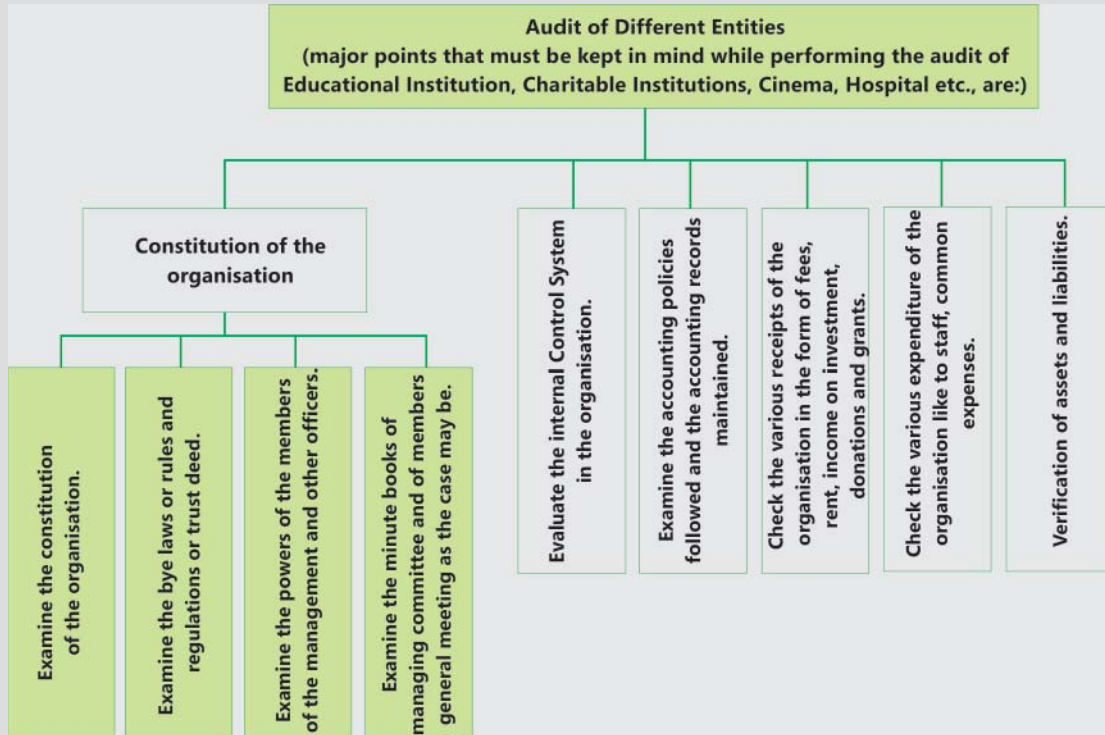 Audit of Different Entities
(major points that must be kept in mind while performing the audit of
Educational Institution, Charitable Institutions, Cinema, Hospital etc., are:)
Constitution of the
organisation
Examine the constitution
of the organisation.
Examine the bye laws or rules and
regulations or trust deed.
Examine the powers of the members
of the management and other officers.
Examine the minute books of
managing committee and of members
general meeting as the case may be.
Evaluate the internal Control System
in the organisation.
Examine the accounting policies
followed and the accounting records
maintained.
Check the various receipts of the
organisation in the form of fees,
rent, income on investment,
donations and grants.
Check the various expenditure of the
organisation like to staff, common
expenses.
Verification of assets and liabilities.